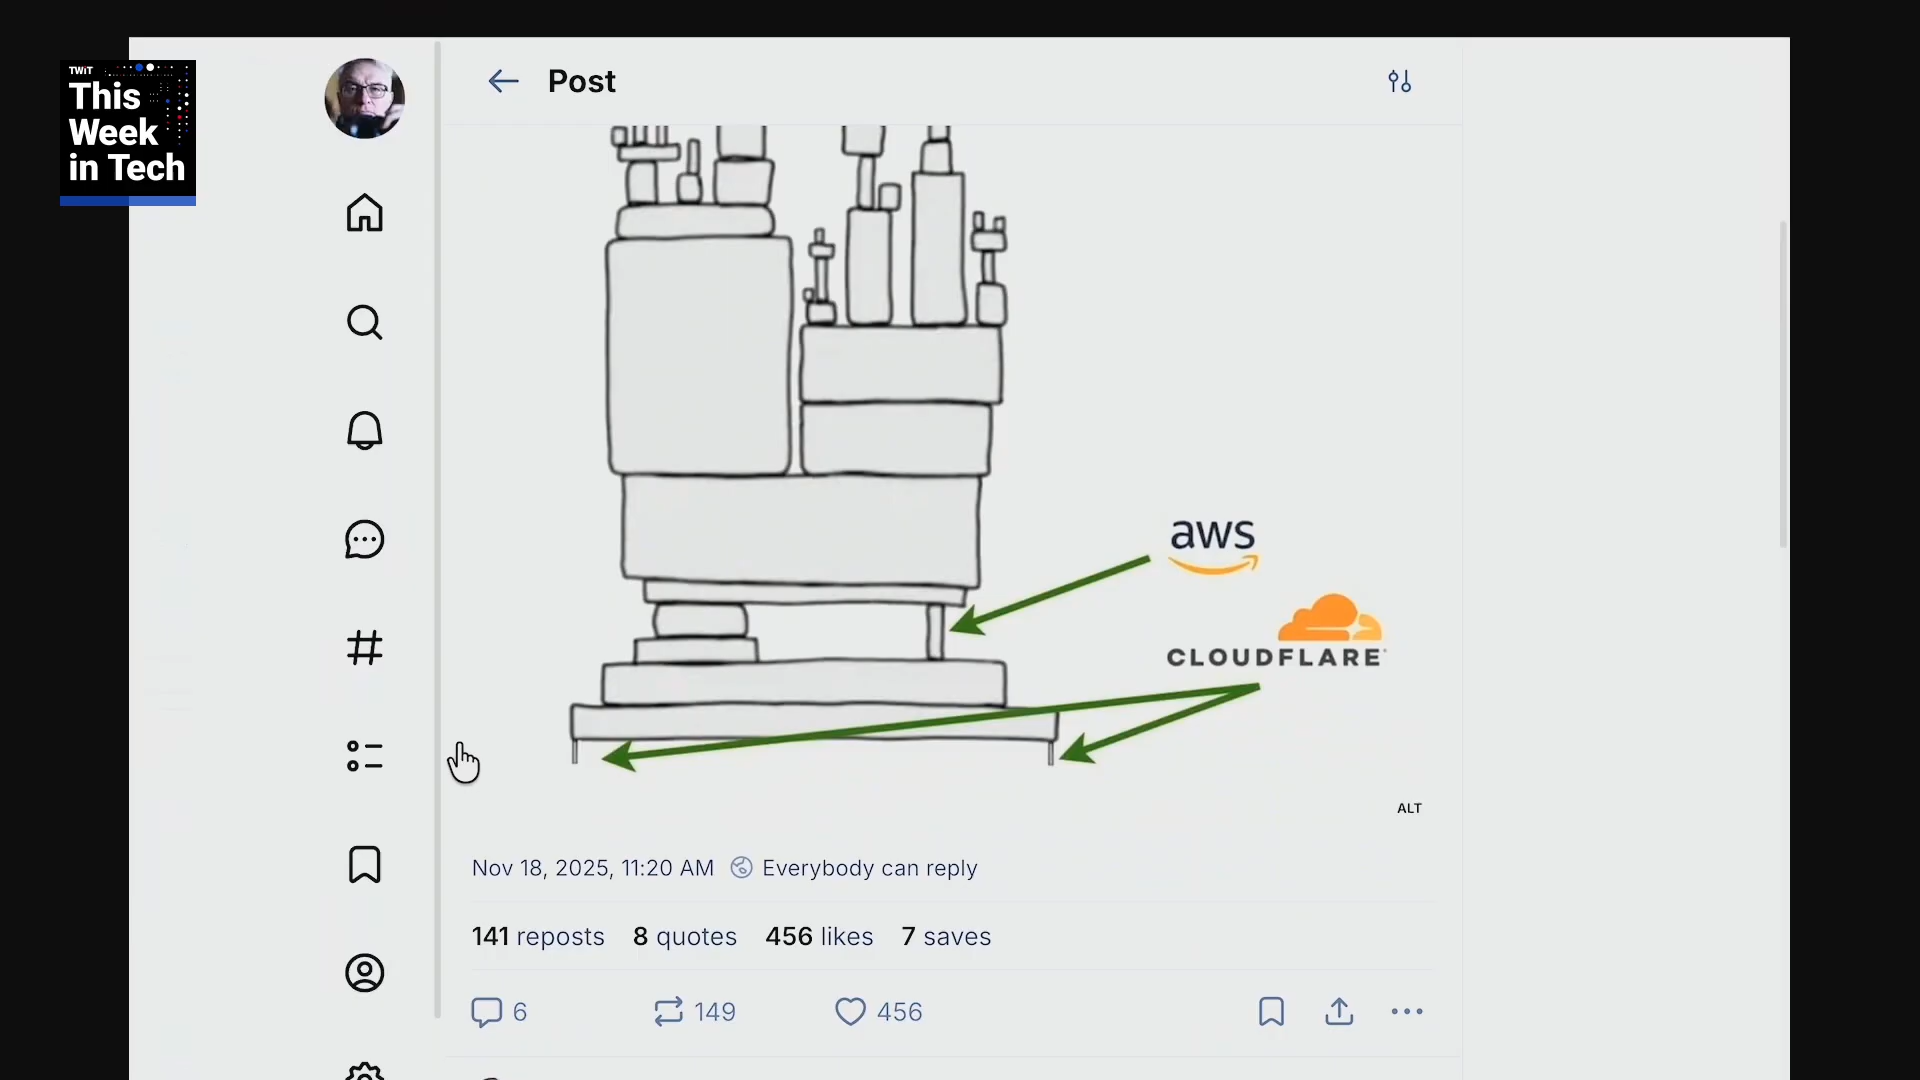 TWiT
This
Week
in Tech
Post
aws
CLOUDFLARE
ALT
Nov 18, 2025, 11:20 AM Everybody can reply
141 reposts 8 quotes 456 likes 7 saves
6 149 456